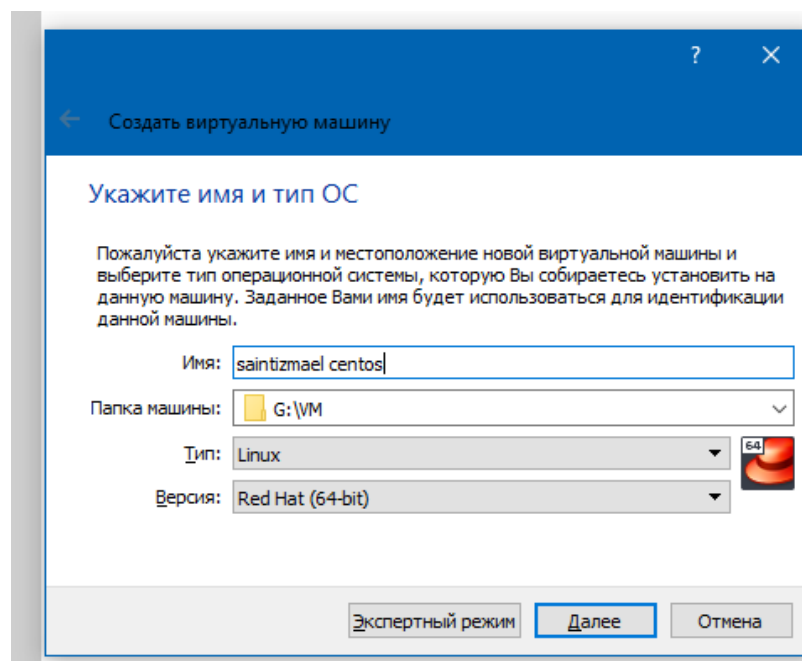 ?
Создать виртуальную машину
Укажите имя и тип ОС
Пожалуйста укажите имя и местоположение новой виртуальной машины и
выберите тип операционной системы, которую Вы собираетесь установить на
данную машину. Заданное Вами имя будет использоваться для идентификации
данной машины.
Имя: saintizmael centos
Папка машины: G:\VM
Тип: Linux
64
Версия: Red Hat (64-bit)
Экспертный режим Далее Отмена